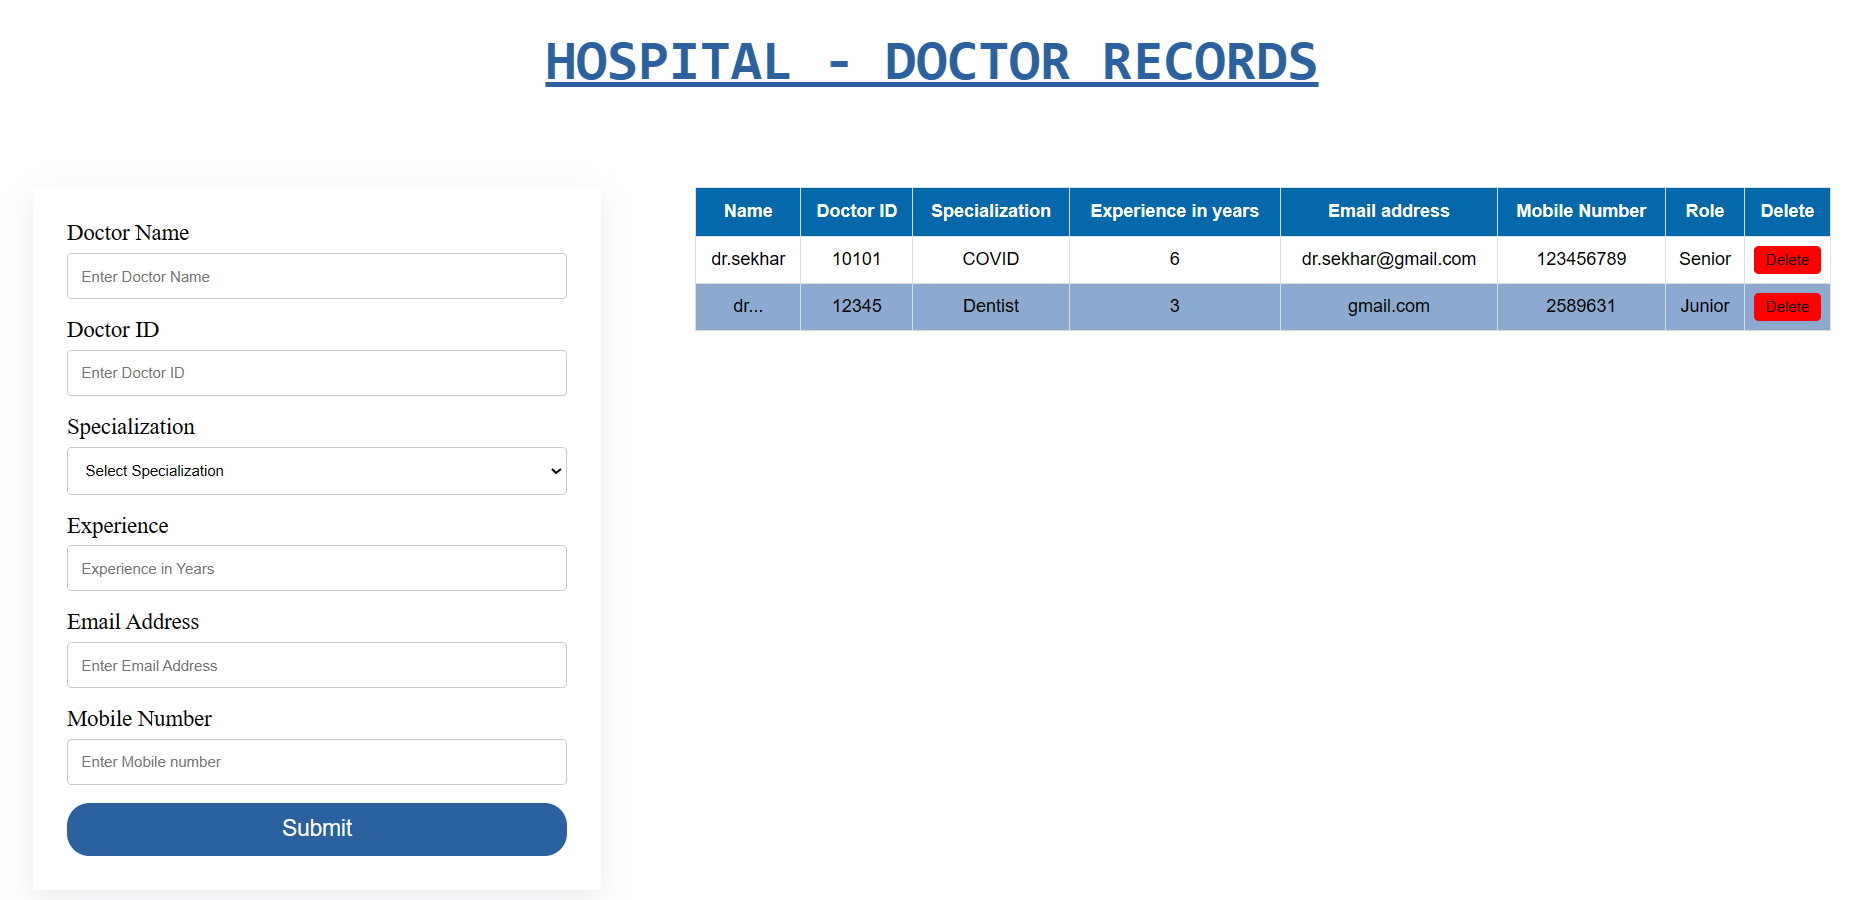 HOSPITAL - DOCTOR RECORDS
Doctor Name
Enter Doctor Name
Doctor ID
Enter Doctor ID
Specialization
Select Specialization
Experience
Experience in Years
Email Address
Enter Email Address
Mobile Number
Enter Mobile number
Submit
Name Doctor ID Specialization Experience in years Email address Mobile Number Role Delete
dr.sekhar 10101 COVID 6 dr.sekhar@gmail.com 123456789 Senior Delete
dr... 12345 Dentist 3 gmail.com 2589631 Junior Delete